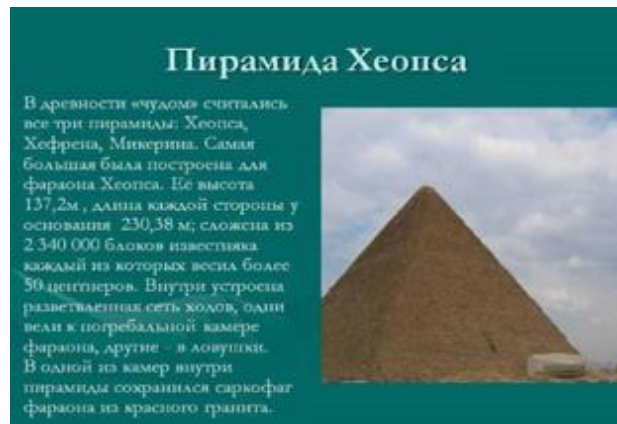 Пирамида Хеопса
В древности «чудом» считались
все три пирамиды: Хеопса,
Хефрена, Микерина. Самая
большая была построена для
фараона Хеопса. Её высота
137,2м , длина каждой стороны у
основания 230,38 м; сложена из
2 340 000 блоков известняка
каждый из которых весил более
50 центнеров. Внутри устроена
разветвленная сеть ходов, одни
вели к погребальной камере
фараона, другие – в ловушки.
В одной из камер внутри
пирамиды сохранился саркофаг
фараона из красного гранита.